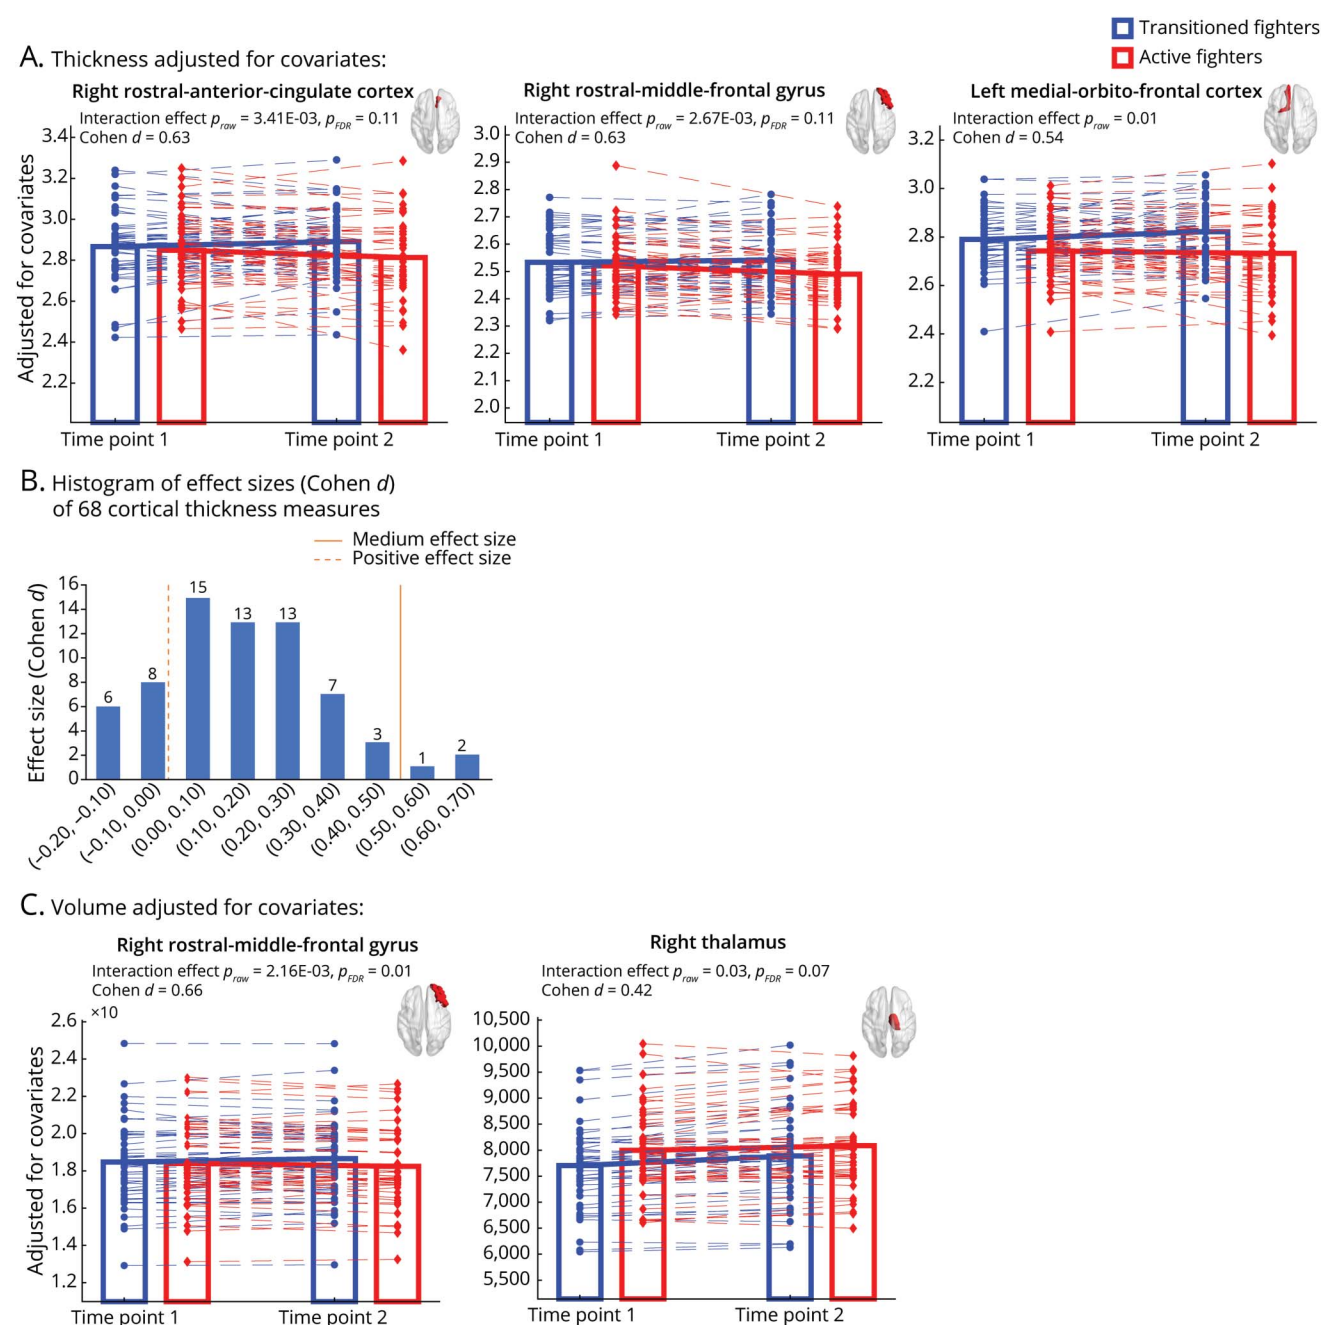 Transitioned fighters
Active fighters
A. Thickness adjusted for covariates:
Right rostral-anterior-cingulate cortex
Interaction effect praw = 3.41E-03, pFDR = 0.11
Cohen d = 0.63
Adjusted for covariates
3.4
3.2
3.0
2.8
2.6
2.4
2.2
Time point 1
Time point 2
Right rostral-middle-frontal gyrus
Interaction effect praw = 2.67E-03, pFDR = 0.11
Cohen d = 0.63
3.0
2.9
2.8
2.7
2.6
2.5
2.4
2.3
2.2
2.1
2.0
Time point 1
Time point 2
Left medial-orbito-frontal cortex
Interaction effect praw = 0.01
Cohen d = 0.54
3.2
3.0
2.8
2.6
2.4
2.2
Time point 1
Time point 2
B. Histogram of effect sizes (Cohen d)
of 68 cortical thickness measures
Medium effect size
Positive effect size
Effect size (Cohen d)
16
14
12
10
8
6
4
2
0
6
8
15
13
13
7
3
1
2
(−0.20, −0.10)
(−0.10, 0.00)
(0.00, 0.10)
(0.10, 0.20)
(0.20, 0.30)
(0.30, 0.40)
(0.40, 0.50)
(0.50, 0.60)
(0.60, 0.70)
C. Volume adjusted for covariates:
Right rostral-middle-frontal gyrus
Interaction effect praw = 2.16E-03, pFDR = 0.01
Cohen d = 0.66
×10
Adjusted for covariates
2.6
2.4
2.2
2.0
1.8
1.6
1.4
1.2
Time point 1
Time point 2
Right thalamus
Interaction effect praw = 0.03, pFDR = 0.07
Cohen d = 0.42
10,500
10,000
9,500
9,000
8,500
8,000
7,500
7,000
6,500
6,000
5,500
Time point 1
Time point 2